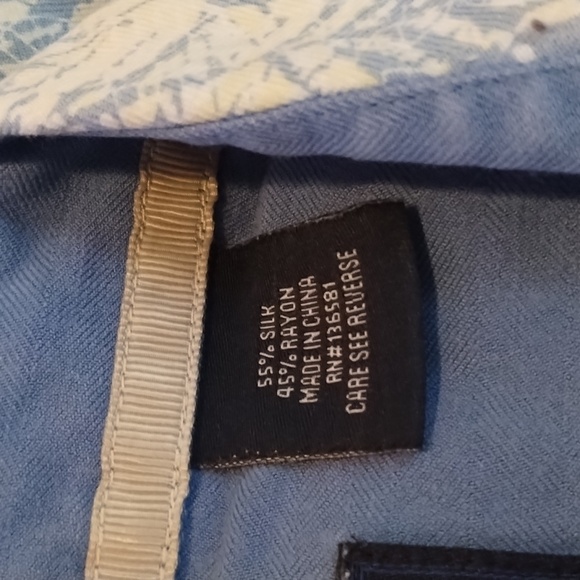 55% SILK
45% RAYON
MADE IN CHINA
RN# 136581
CARE SEE REVERSE